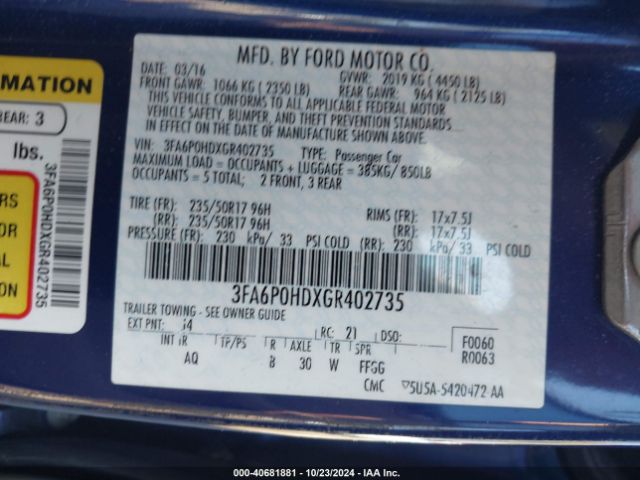 MFD. BY FORD MOTOR CO.
DATE: 03/16 GVWR: 2019 KG ( 4450 LB)
FRONT GAWR: 1066 KG ( 2350 LB) REAR GAWR: 964 KG ( 2125 LB)
THIS VEHICLE CONFORMS TO ALL APPLICABLE FEDERAL MOTOR
VEHICLE SAFETY, BUMPER, AND THEFT PREVENTION STANDARDS
IN EFFECT ON THE DATE OF MANUFACTURE SHOWN ABOVE.
VIN: 3FA6P0HDXGR402735 TYPE: Passenger Car
MAXIMUM LOAD = OCCUPANTS + LUGGAGE = 385KG/ 850LB
OCCUPANTS = 5 TOTAL; 2 FRONT, 3 REAR
TIRE (FR): 235/50R17 96H RIMS (FR): 17x7.5J
(RR): 235/50R17 96H (RR): 17x7.5J
PRESSURE (FR): 230 kPa/ 33 PSI COLD (RR): 230 kPa/ 33 PSI COLD
3FA6P0HDXGR402735
TRAILER TOWING - SEE OWNER GUIDE
EXT PNT: J4 RC: 21 DSO: F0060
R0063
INT TR TP/PS R AXLE TR SPR
AQ B 30 W FFGG
CMC 5U5A-5420472-AA
MATION
REAR: 3
lbs.
3FA6P0HDXGR402735
RS
OR
AL
ION
000-40681881 - 10/23/2024 - IAA Inc.